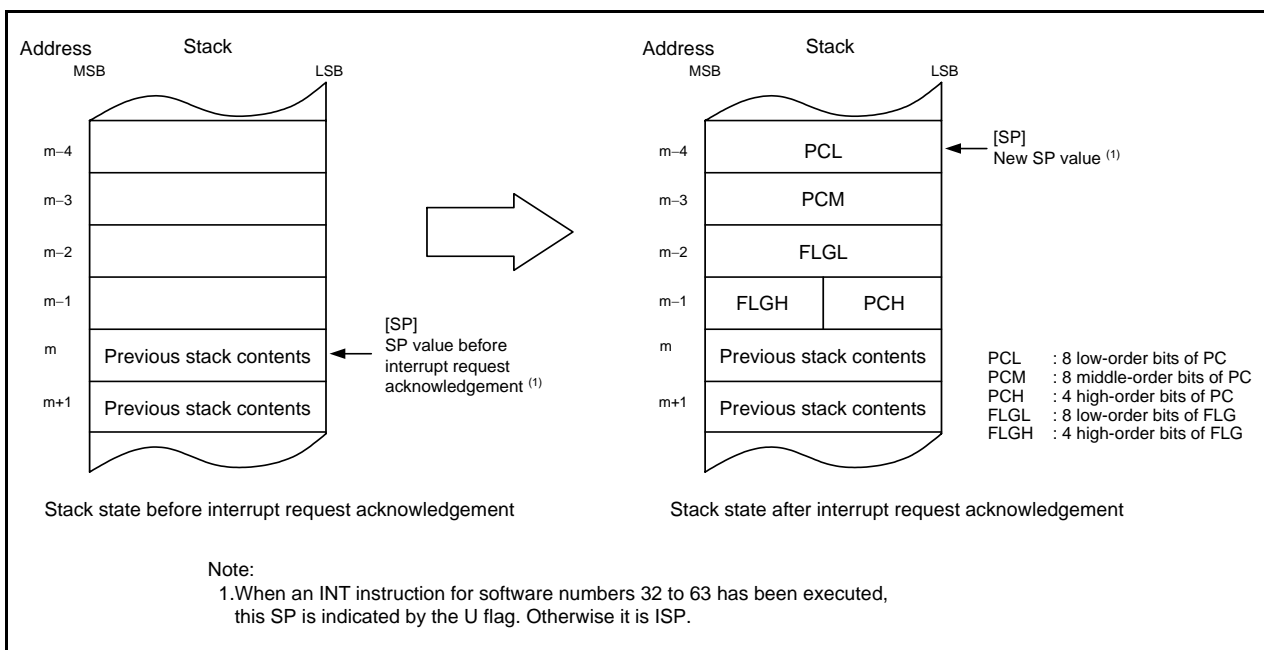 Address
Stack
MSB
LSB
m−4
m−3
m−2
m−1
m
Previous stack contents
m+1
Previous stack contents
[SP]
SP value before
interrupt request
acknowledgement (1)
Stack state before interrupt request acknowledgement
Address
Stack
MSB
LSB
m−4
PCL
m−3
PCM
m−2
FLGL
m−1
FLGH
PCH
m
Previous stack contents
m+1
Previous stack contents
[SP]
New SP value (1)
PCL : 8 low-order bits of PC
PCM : 8 middle-order bits of PC
PCH : 4 high-order bits of PC
FLGL : 8 low-order bits of FLG
FLGH : 4 high-order bits of FLG
Stack state after interrupt request acknowledgement
Note:
1.When an INT instruction for software numbers 32 to 63 has been executed,
this SP is indicated by the U flag. Otherwise it is ISP.